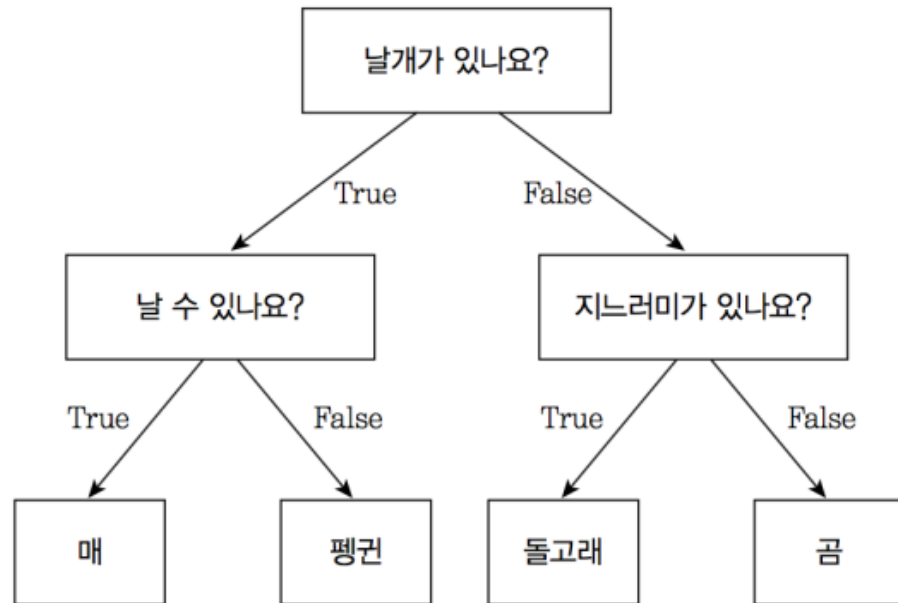 날개가 있나요?
True
False
날 수 있나요?
지느러미가 있나요?
True
False
True
False
매
펭귄
돌고래
곰